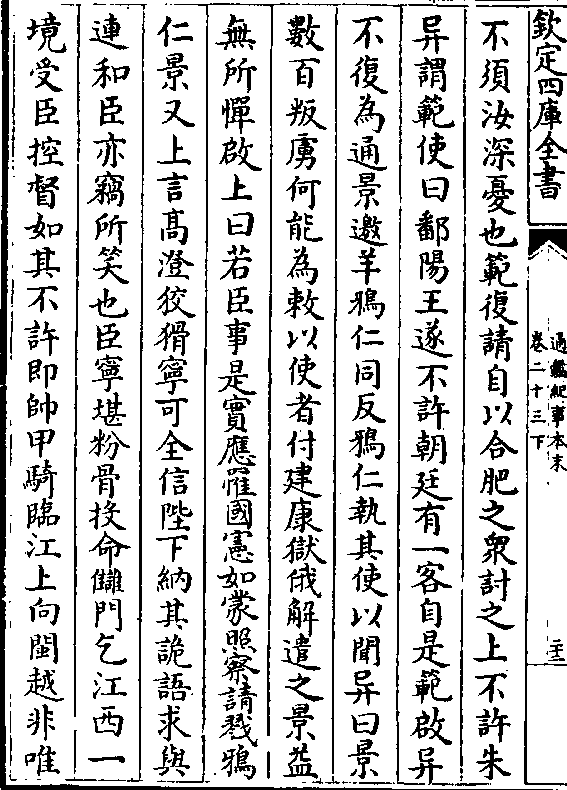 欽定四庫全書
通鑑紀事本末
卷二十三下
二十二
不須汝深憂也範復請自以合肥之衆討之上不許朱
异謂範使曰鄱陽王遂不許朝廷有一客自是範啟异
不復為通景邀羊鴉仁同反鴉仁執其使以聞异曰景
數百叛虜何能為敕以使者付建康獄俄解遣之景益
無所憚啟上曰若臣事是實應罹國憲如蒙照察請戮鴉
仁景又上言髙澄狡猾寧可全信陛下納其詭語求與
連和臣亦竊所笑也臣寧堪粉骨投命讎門乞江西一
境受臣控督如其不許即帥甲騎臨江上向閩越非唯